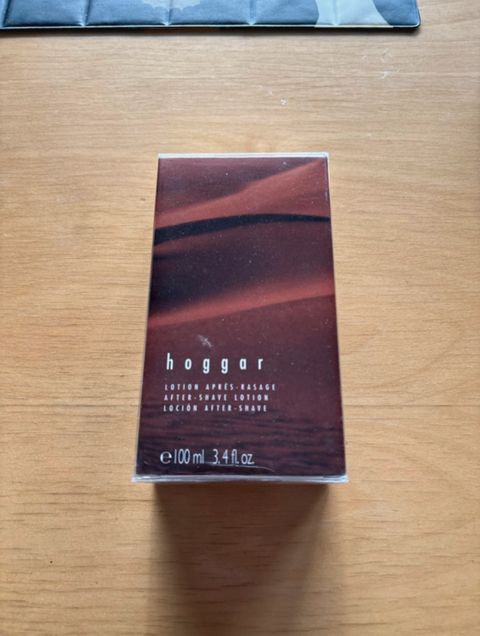 hoggar
LOTION APRÈS-RASAGE
AFTER-SHAVE LOTION
LOCIÓN AFTER-SHAVE
℮100 ml 3.4 fl. oz.